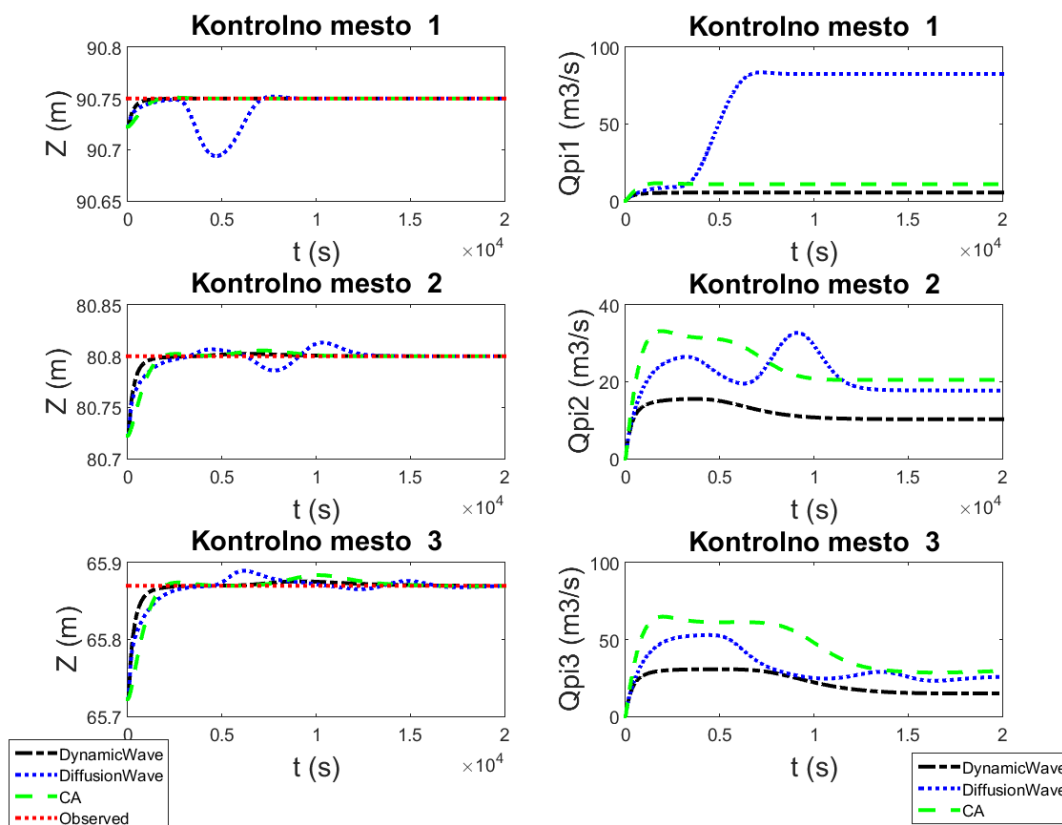 Kontrolno mesto 1
90.8
90.75
90.7
90.65
Z (m)
0 0.5 1 1.5 2
t (s)
×10^4
Kontrolno mesto 1
100
50
0
Qpi1 (m3/s)
0 0.5 1 1.5 2
t (s)
×10^4
Kontrolno mesto 2
80.85
80.8
80.75
80.7
Z (m)
0 0.5 1 1.5 2
t (s)
×10^4
Kontrolno mesto 2
40
20
0
Qpi2 (m3/s)
0 0.5 1 1.5 2
t (s)
×10^4
Kontrolno mesto 3
65.9
65.8
65.7
Z (m)
0 0.5 1 1.5 2
t (s)
×10^4
Kontrolno mesto 3
100
50
0
Qpi3 (m3/s)
0 0.5 1 1.5 2
t (s)
×10^4
DynamicWave
DiffusionWave
CA
Observed
DynamicWave
DiffusionWave
CA